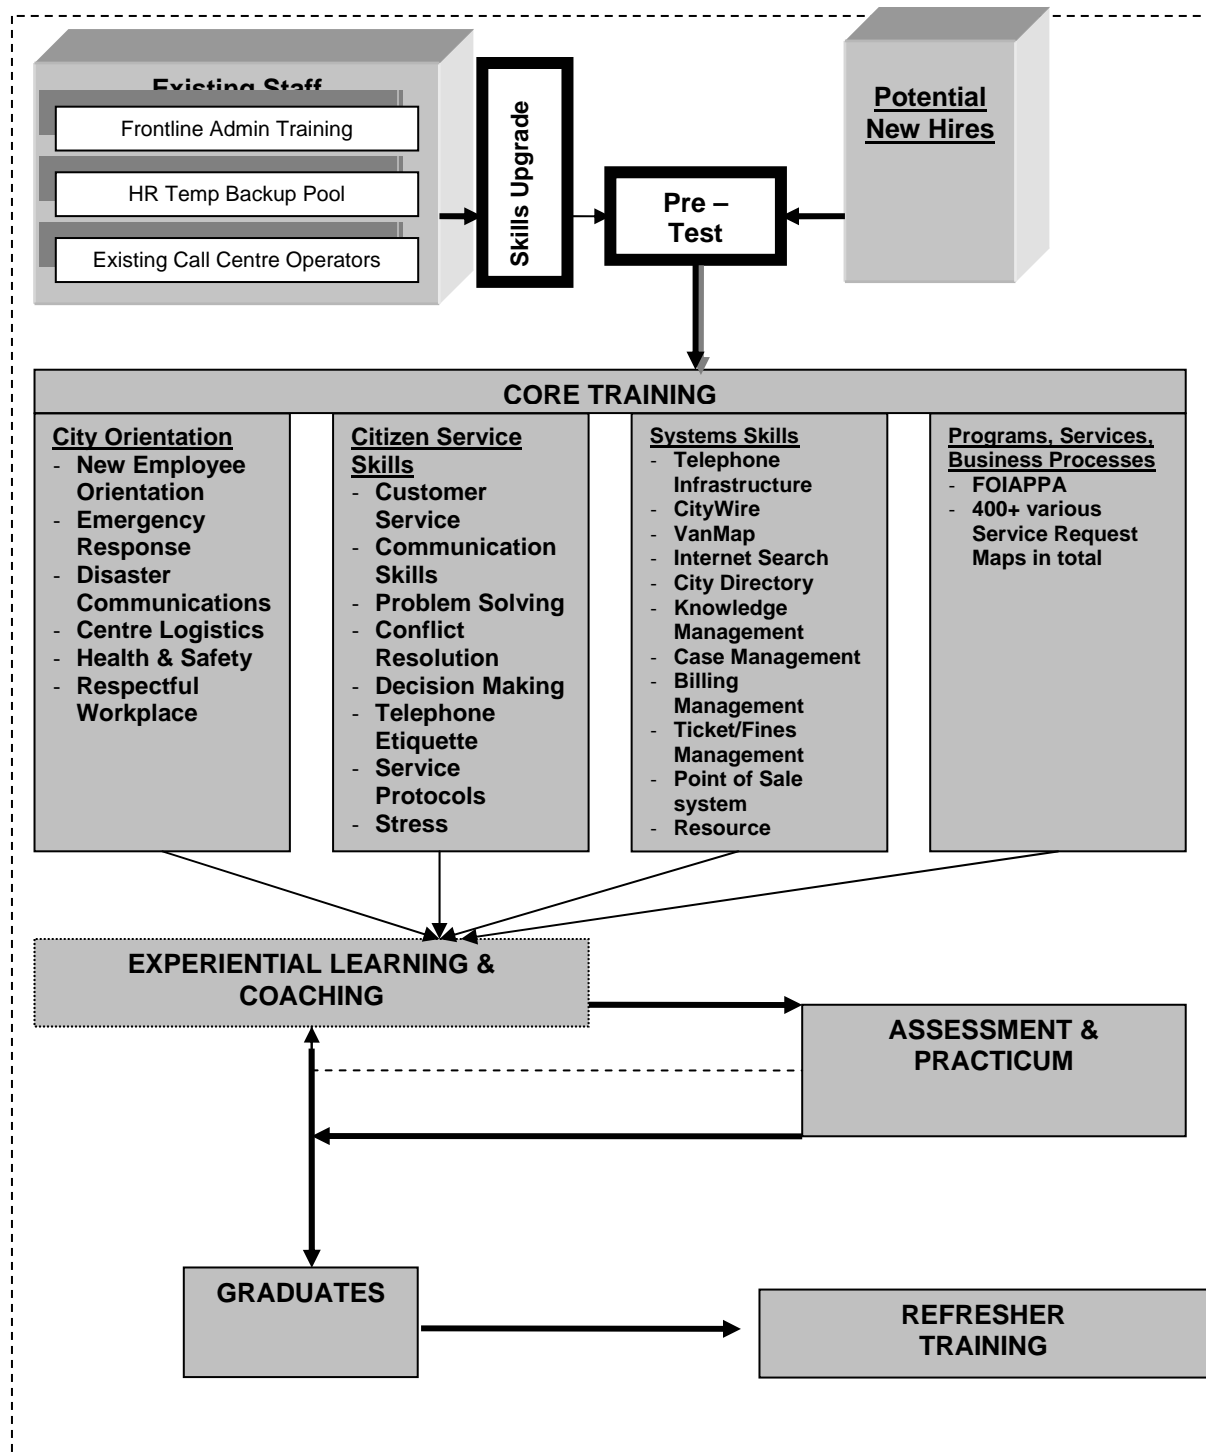 Existing Staff
Frontline Admin Training
HR Temp Backup Pool
Existing Call Centre Operators
Skills Upgrade
Pre –
Test
Potential
New Hires
CORE TRAINING
City Orientation
- New Employee
Orientation
- Emergency
Response
- Disaster
Communications
- Centre Logistics
- Health & Safety
- Respectful
Workplace
Citizen Service
Skills
- Customer
Service
- Communication
Skills
- Problem Solving
- Conflict
Resolution
- Decision Making
- Telephone
Etiquette
- Service
Protocols
- Stress
Systems Skills
- Telephone
Infrastructure
- CityWire
- VanMap
- Internet Search
- City Directory
- Knowledge
Management
- Case Management
- Billing
Management
- Ticket/Fines
Management
- Point of Sale
system
- Resource
Programs, Services,
Business Processes
- FOIAPPA
- 400+ various
Service Request
Maps in total
EXPERIENTIAL LEARNING &
COACHING
ASSESSMENT &
PRACTICUM
GRADUATES
REFRESHER
TRAINING